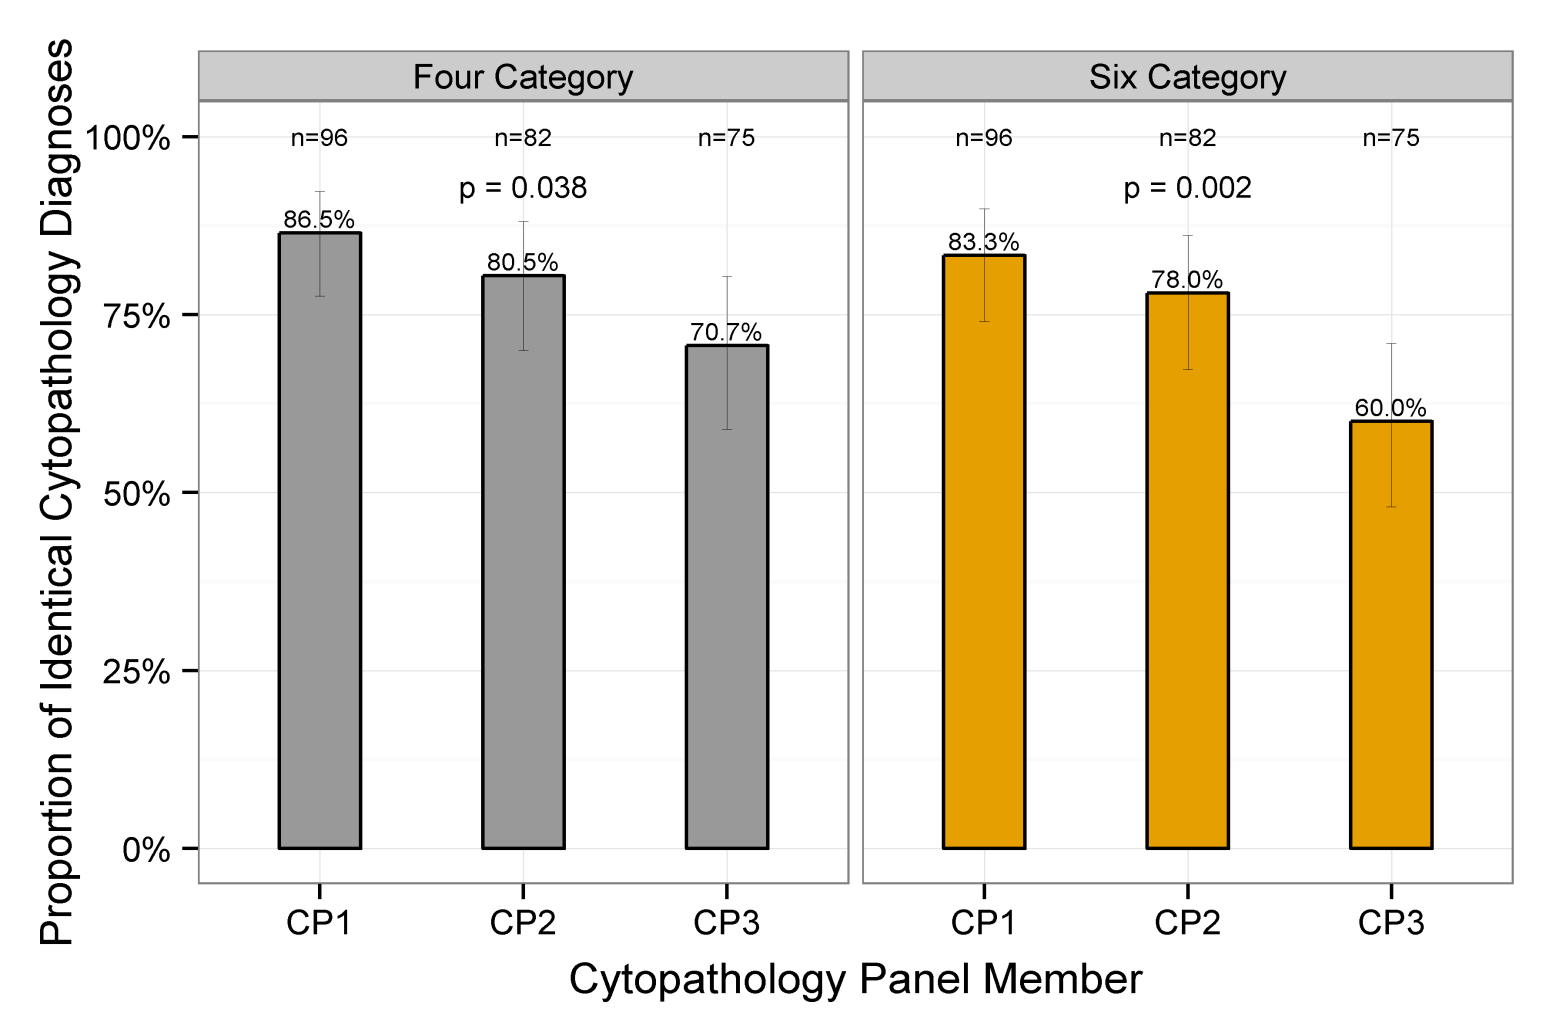 Proportion of Identical Cytopathology Diagnoses
Four Category
Six Category
100%
75%
50%
25%
0%
n=96
n=82
n=75
p = 0.038
86.5%
80.5%
70.7%
n=96
n=82
n=75
p = 0.002
83.3%
78.0%
60.0%
CP1
CP2
CP3
CP1
CP2
CP3
Cytopathology Panel Member